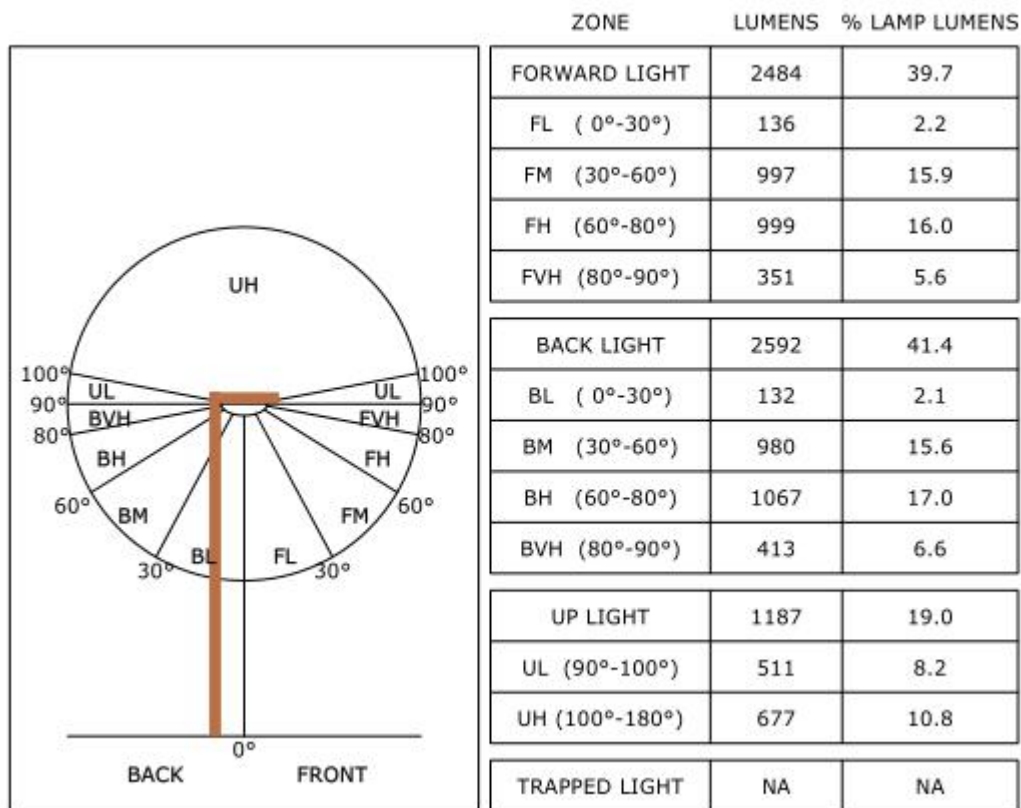 ZONE LUMENS % LAMP LUMENS
FORWARD LIGHT 2484 39.7
FL ( 0°-30°) 136 2.2
FM (30°-60°) 997 15.9
FH (60°-80°) 999 16.0
FVH (80°-90°) 351 5.6
BACK LIGHT 2592 41.4
BL ( 0°-30°) 132 2.1
BM (30°-60°) 980 15.6
BH (60°-80°) 1067 17.0
BVH (80°-90°) 413 6.6
UP LIGHT 1187 19.0
UL (90°-100°) 511 8.2
UH (100°-180°) 677 10.8
TRAPPED LIGHT NA NA
UH
100° UL UL 100°
90° BVH FVH 90°
80° BH FH 80°
60° BM FM 60°
30° BL FL 30°
0°
BACK FRONT